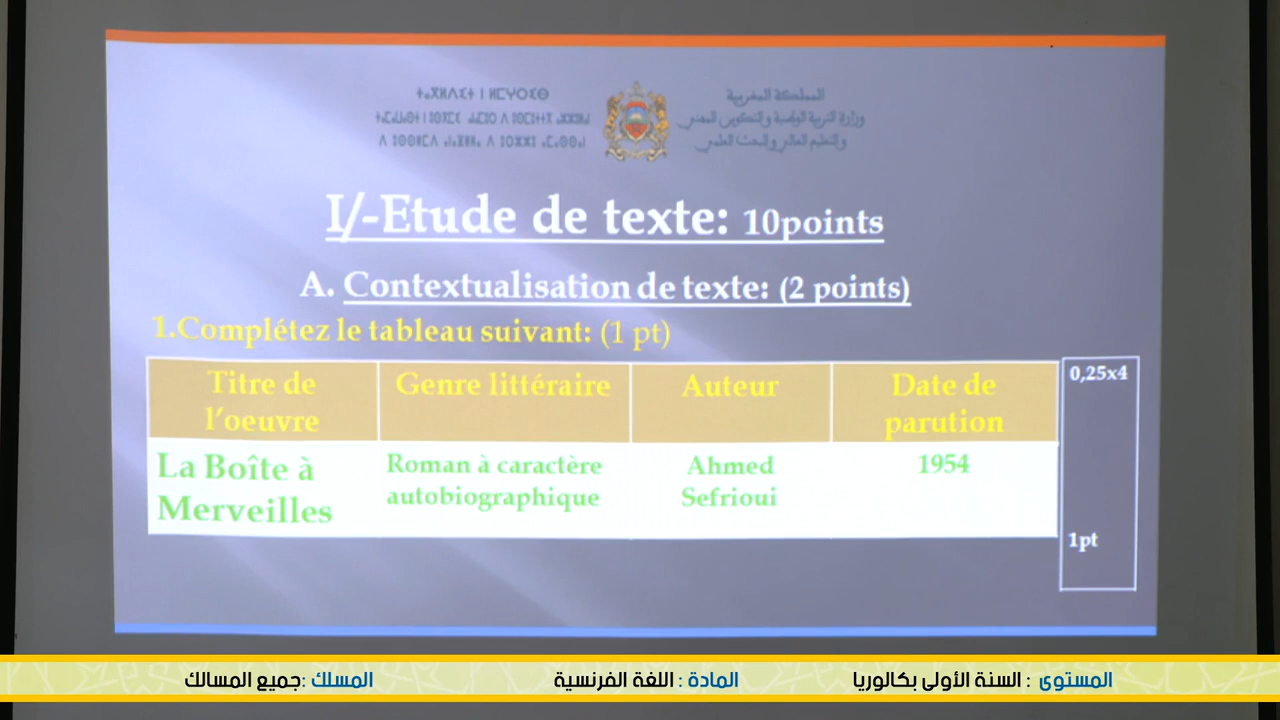 ⵜⴰⴳⵍⴷⵉⵜ ⵏ ⵍⵎⵖⵔⵉ�Ⴑ
المملكة المغربية
وزارة التربية الوطنية والتكوين المهني
والتعليم العالي والبحث العلمي
I/-Etude de texte: 10points
A. Contextualisation de texte: (2 points)
1.Complétez le tableau suivant: (1 pt)
Titre de l'oeuvre Genre littéraire Auteur Date de parution 0,25x4
La Boîte à Merveilles Roman à caractère autobiographique Ahmed Sefrioui 1954
1pt
المستوى : السنة الأولى بكالوريا المادة : اللغة الفرنسية المسلك :جميع المسالك